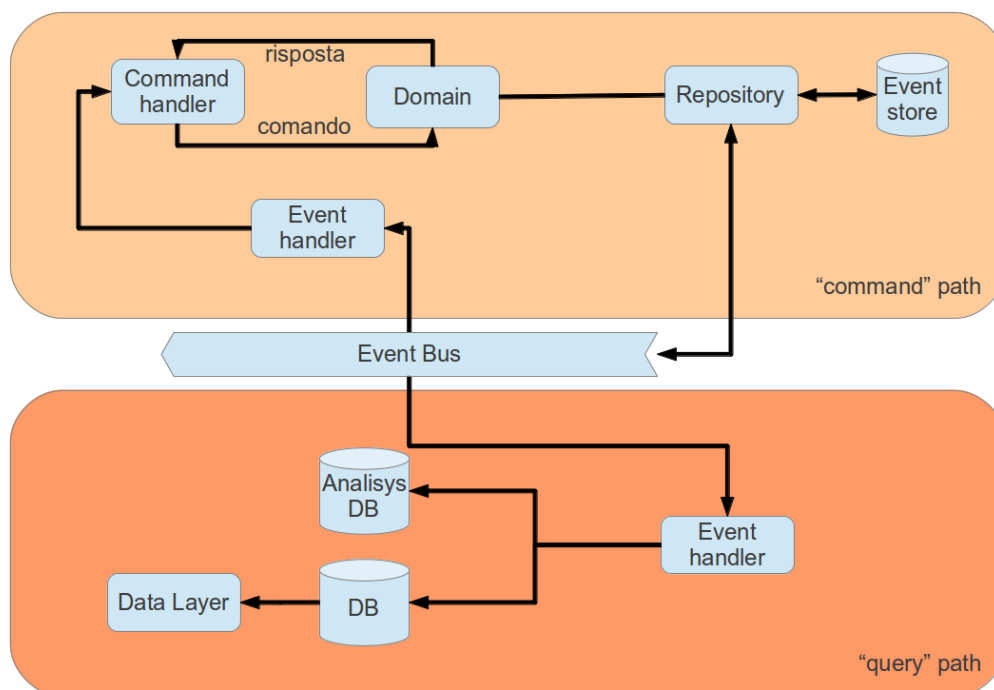 risposta
Command
handler
Domain
Repository
Event
store
comando
Event
handler
“command” path
Event Bus
Analisys
DB
Event
handler
Data Layer
DB
“query” path